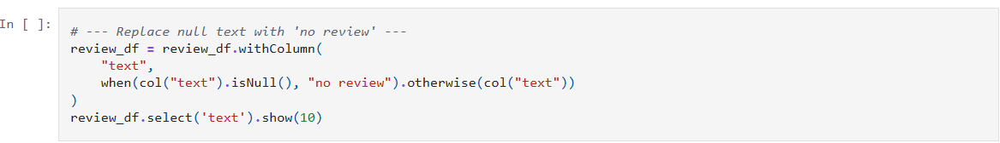 In [ ]:
# --- Replace null text with 'no review' ---
review_df = review_df.withColumn(
    "text",
    when(col("text").isNull(), "no review").otherwise(col("text"))
)
review_df.select('text').show(10)